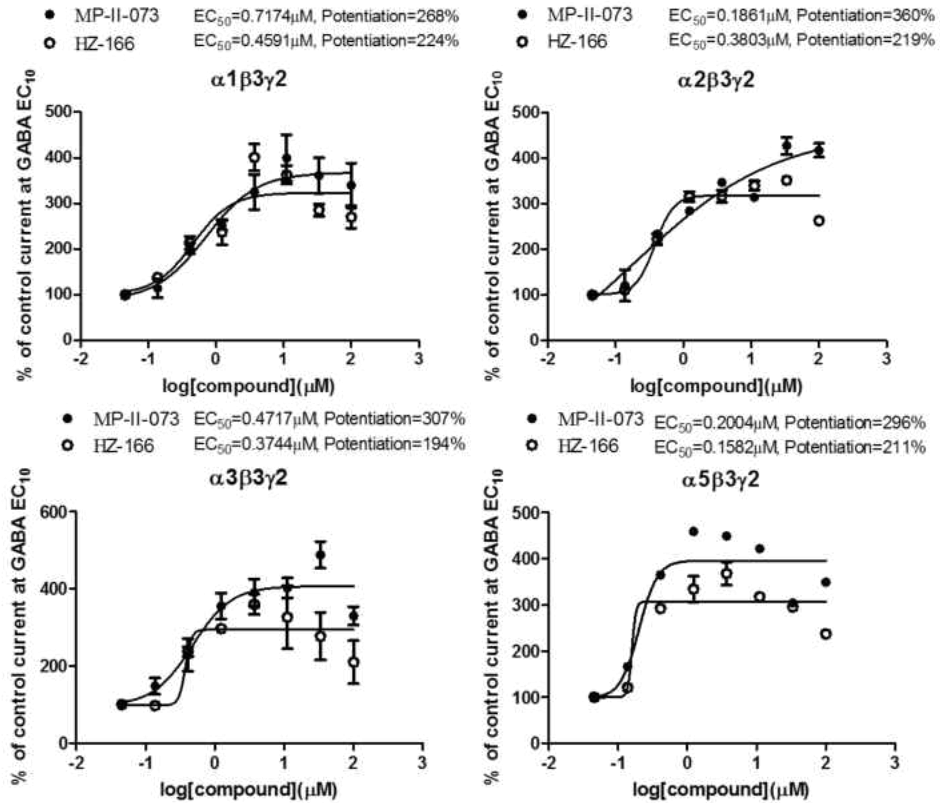 MP-II-073 EC50=0.7174μM, Potentiation=268%
HZ-166 EC50=0.4591μM, Potentiation=224%
α1β3γ2
% of control current at GABA EC10
500
400
300
200
100
0
-2 -1 0 1 2 3
log[compound](μM)
MP-II-073 EC50=0.1861μM, Potentiation=360%
HZ-166 EC50=0.3803μM, Potentiation=219%
α2β3γ2
% of control current at GABA EC10
500
400
300
200
100
0
-2 -1 0 1 2 3
log[compound](μM)
MP-II-073 EC50=0.4717μM, Potentiation=307%
HZ-166 EC50=0.3744μM, Potentiation=194%
α3β3γ2
% of control current at GABA EC10
600
400
200
0
-2 -1 0 1 2 3
log[compound](μM)
MP-II-073 EC50=0.2004μM, Potentiation=296%
HZ-166 EC50=0.1582μM, Potentiation=211%
α5β3γ2
% of control current at GABA EC10
500
400
300
200
100
0
-2 -1 0 1 2 3
log[compound](μM)